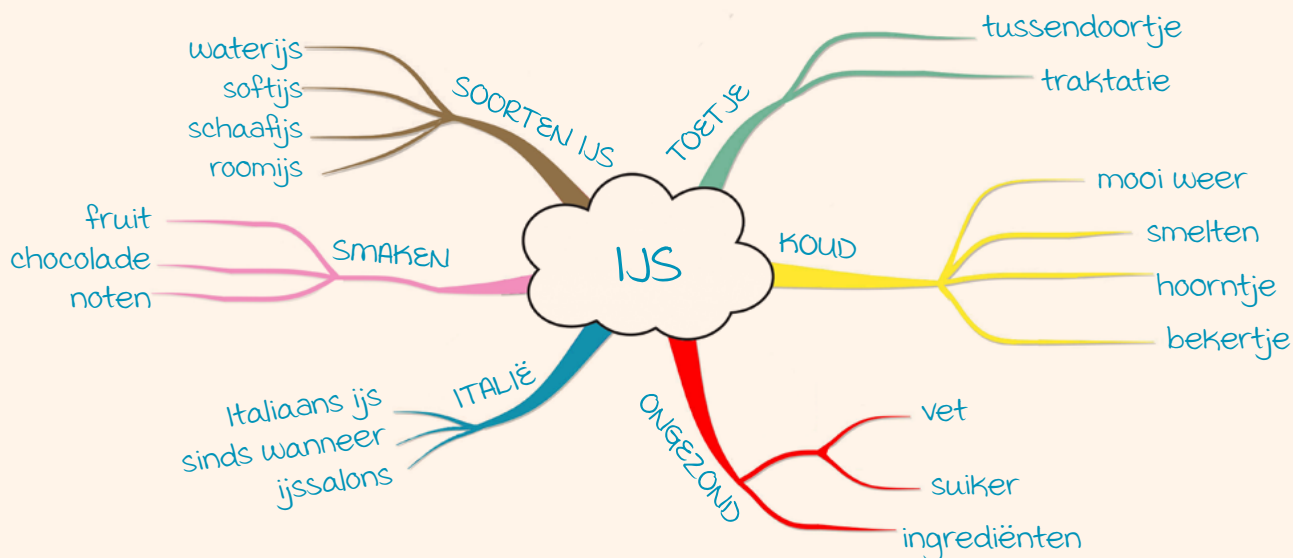 IJS
SOORTEN IJS
waterijs
softijs
schaafijs
roomijs
SMAKEN
fruit
chocolade
noten
ITALIË
Italiaans ijs
sinds wanneer
ijssalons
TOETJE
tussendoortje
traktatie
KOUD
mooi weer
smelten
hoorntje
bekertje
ONGEZOND
vet
suiker
ingrediënten